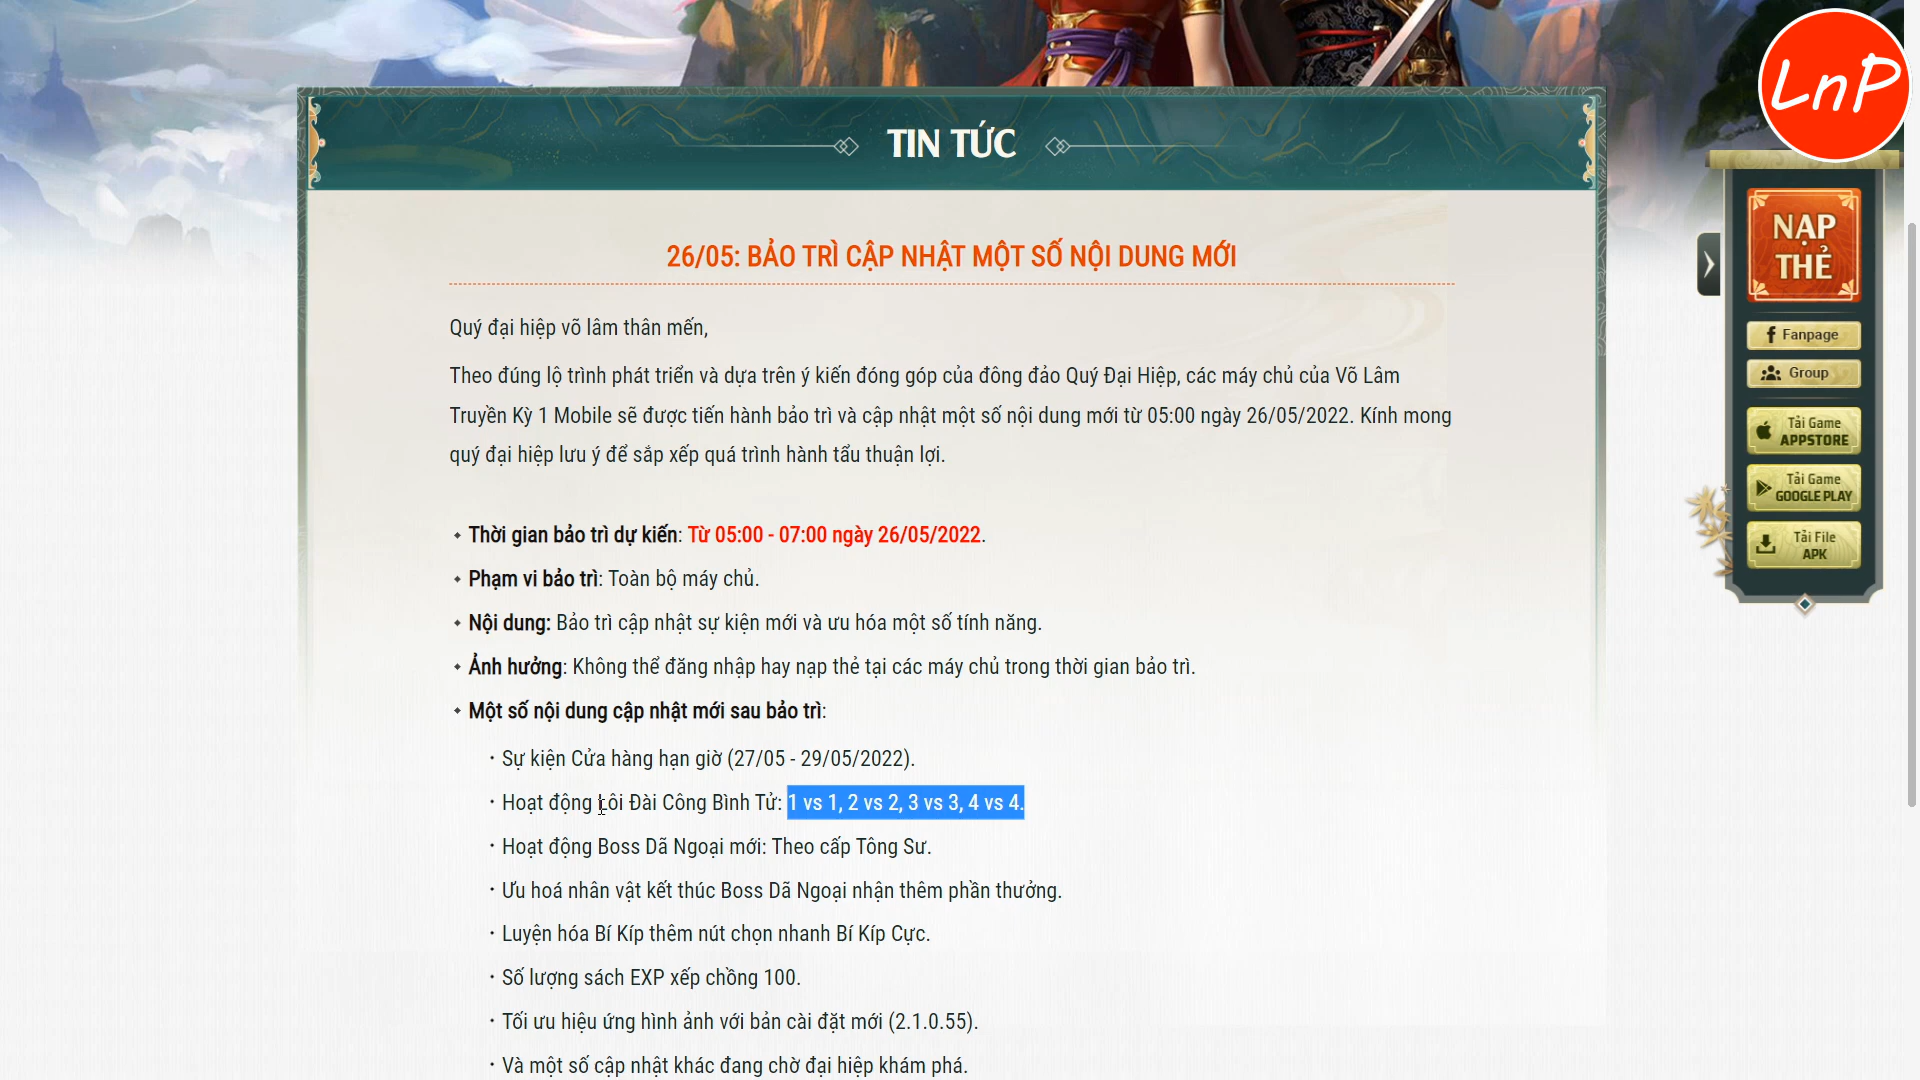 LnP
TIN TỨC
26/05: BẢO TRÌ CẬP NHẬT MỘT SỐ NỘI DUNG MỚI
Quý đại hiệp võ lâm thân mến,
Theo đúng lộ trình phát triển và dựa trên ý kiến đóng góp của đông đảo Quý Đại Hiệp, các máy chủ của Võ Lâm
Truyền Kỳ 1 Mobile sẽ được tiến hành bảo trì và cập nhật một số nội dung mới từ 05:00 ngày 26/05/2022. Kính mong
quý đại hiệp lưu ý để sắp xếp quá trình hành tẩu thuận lợi.
Thời gian bảo trì dự kiến: Từ 05:00 - 07:00 ngày 26/05/2022.
Phạm vi bảo trì: Toàn bộ máy chủ.
Nội dung: Bảo trì cập nhật sự kiện mới và ưu hóa một số tính năng.
Ảnh hưởng: Không thể đăng nhập hay nạp thẻ tại các máy chủ trong thời gian bảo trì.
Một số nội dung cập nhật mới sau bảo trì:
Sự kiện Cửa hàng hạn giờ (27/05 - 29/05/2022).
Hoạt động Lôi Đài Công Bình Tử: 1 vs 1, 2 vs 2, 3 vs 3, 4 vs 4.
Hoạt động Boss Dã Ngoại mới: Theo cấp Tông Sư.
Ưu hoá nhân vật kết thúc Boss Dã Ngoại nhận thêm phần thưởng.
Luyện hóa Bí Kíp thêm nút chọn nhanh Bí Kíp Cực.
Số lượng sách EXP xếp chồng 100.
Tối ưu hiệu ứng hình ảnh với bản cài đặt mới (2.1.0.55).
Và một số cập nhật khác đang chờ đại hiệp khám phá.
NẠP
THẺ
Fanpage
Group
Tải Game
APPSTORE
Tải Game
GOOGLE PLAY
Tải File
APK